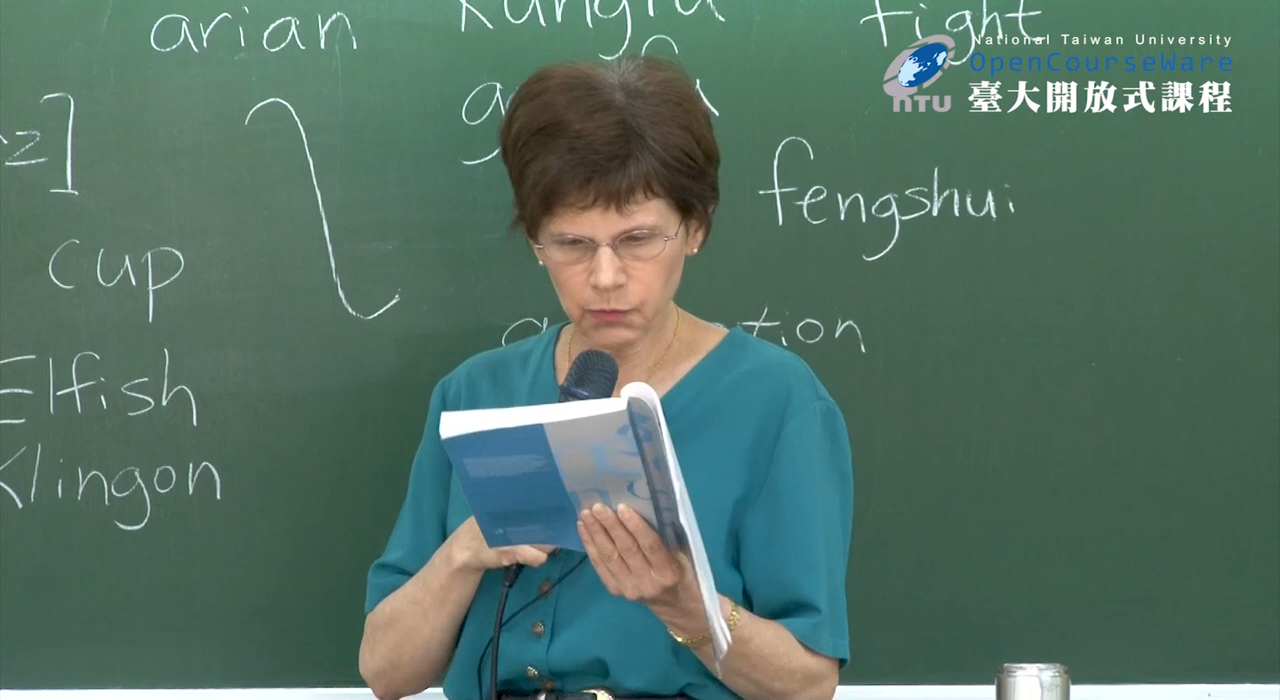 arian
fight
National Taiwan University
OpenCourseWare
臺大開放式課程
nTU
fengshui
cup
Elfish
Klingon